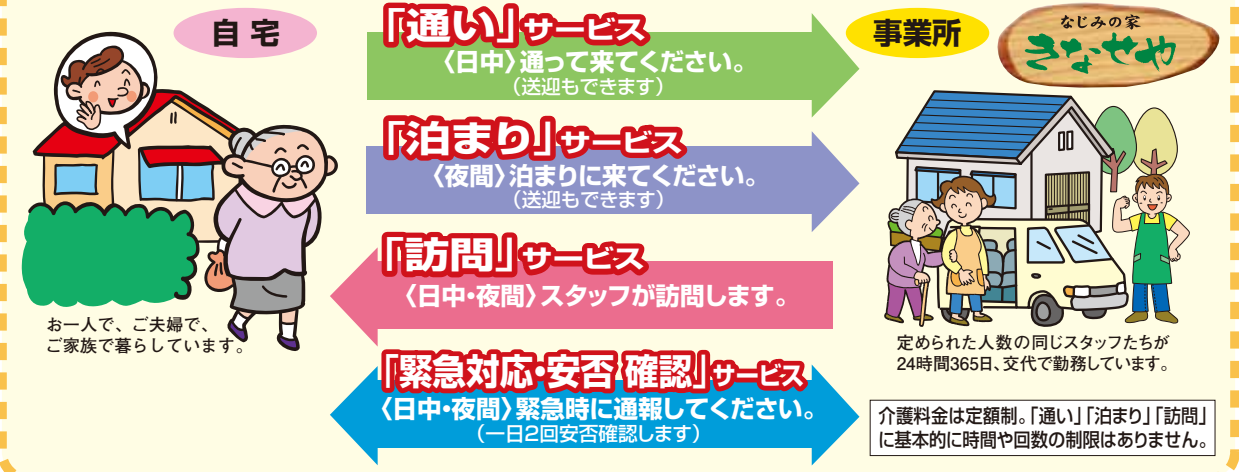 自宅
「通い」サービス
〈日中〉通って来てください。
(送迎もできます)
事業所
なじみの家
きなせや
「泊まり」サービス
〈夜間〉泊まりに来てください。
(送迎もできます)
「訪問」サービス
〈日中・夜間〉スタッフが訪問します。
お一人で、ご夫婦で、
ご家族で暮らしています。
定められた人数の同じスタッフたちが
24時間365日、交代で勤務しています。
「緊急対応・安否 確認」サービス
〈日中・夜間〉緊急時に通報してください。
(一日2回安否確認します)
介護料金は定額制。「通い」「泊まり」「訪問」
に基本的に時間や回数の制限はありません。